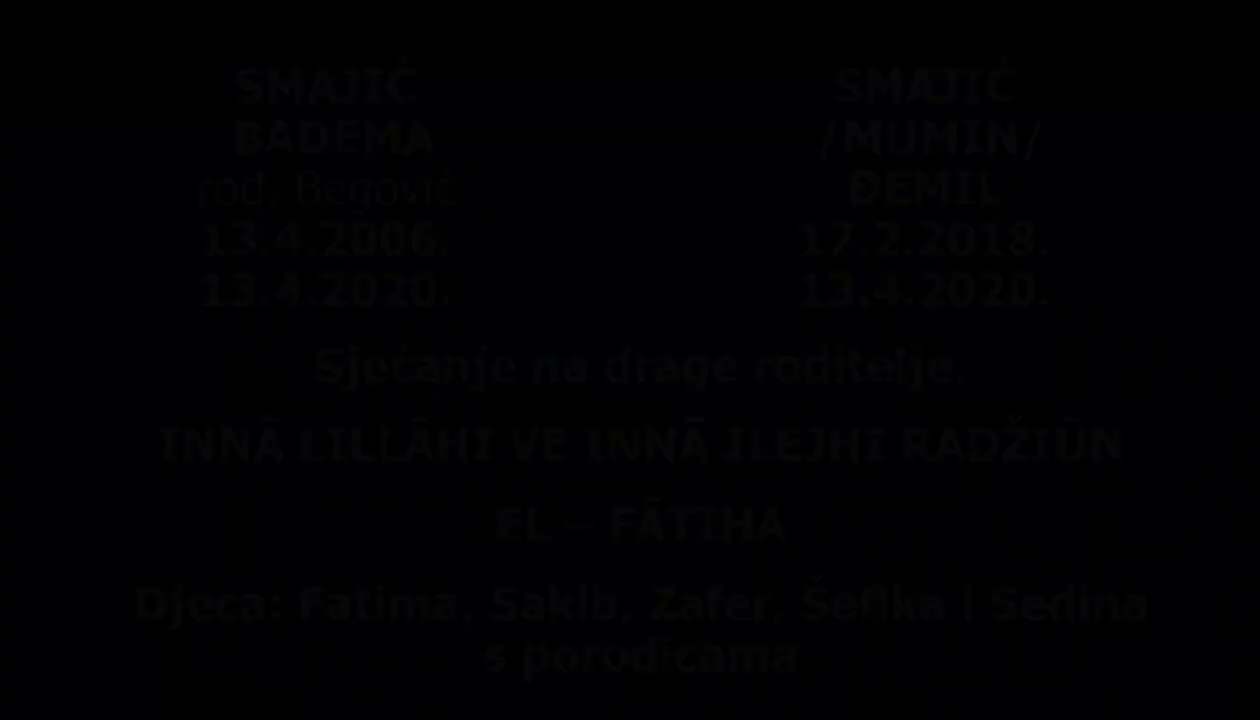 SMAJIĆ
BADEMA
rod. Begović
13.4.2006.
13.4.2020.
SMAJIĆ
/MUMIN/
ĐEMIL
17.2.2018.
13.4.2020.
Sjećanje na drage roditelje.
INNĀ LILLĀHI VE INNĀ ILEJHI RADŽIŪN
EL – FĀTIHA
Djeca: Fatima, Sakib, Zafer, Šefika i Sedina
s porodicama